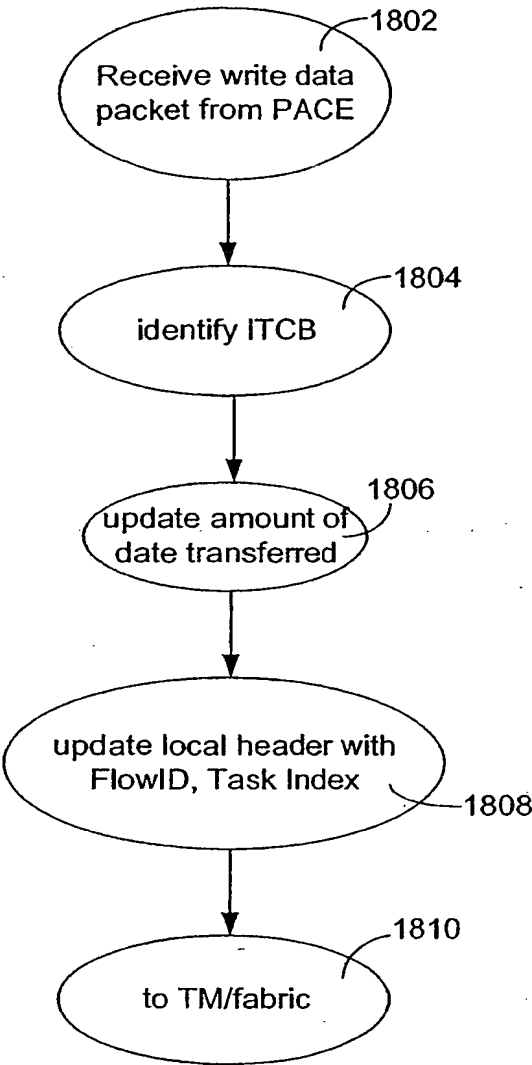 1802
Receive write data
packet from PACE
1804
identify ITCB
1806
update amount of
date transferred
update local header with
FlowID, Task Index
1808
1810
to TM/fabric